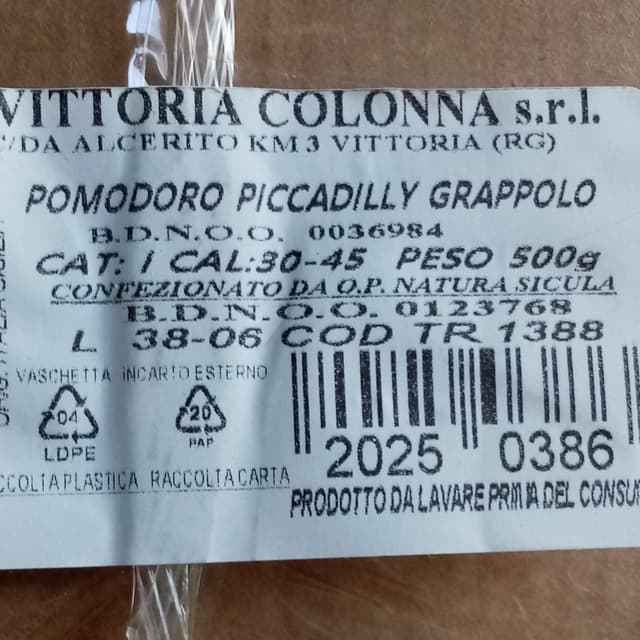 VITTORIA COLONNA s.r.l.
C/DA ALCERITO KM 3 VITTORIA (RG)
POMODORO PICCADILLY GRAPPOLO
B.D.N.O.O. 0036984
CAT: I CAL:30-45 PESO 500g
CONFEZIONATO DA O.P. NATURA SICULA
B.D.N.O.O. 0123768
L 38-06 COD TR 1388
VASCHETTA INCARTO ESTERNO
04 20
LDPE PAP
CCOLTA PLASTICA RACCOLTA CARTA
2025 0386
PRODOTTO DA LAVARE PRIMA DEL CONSU